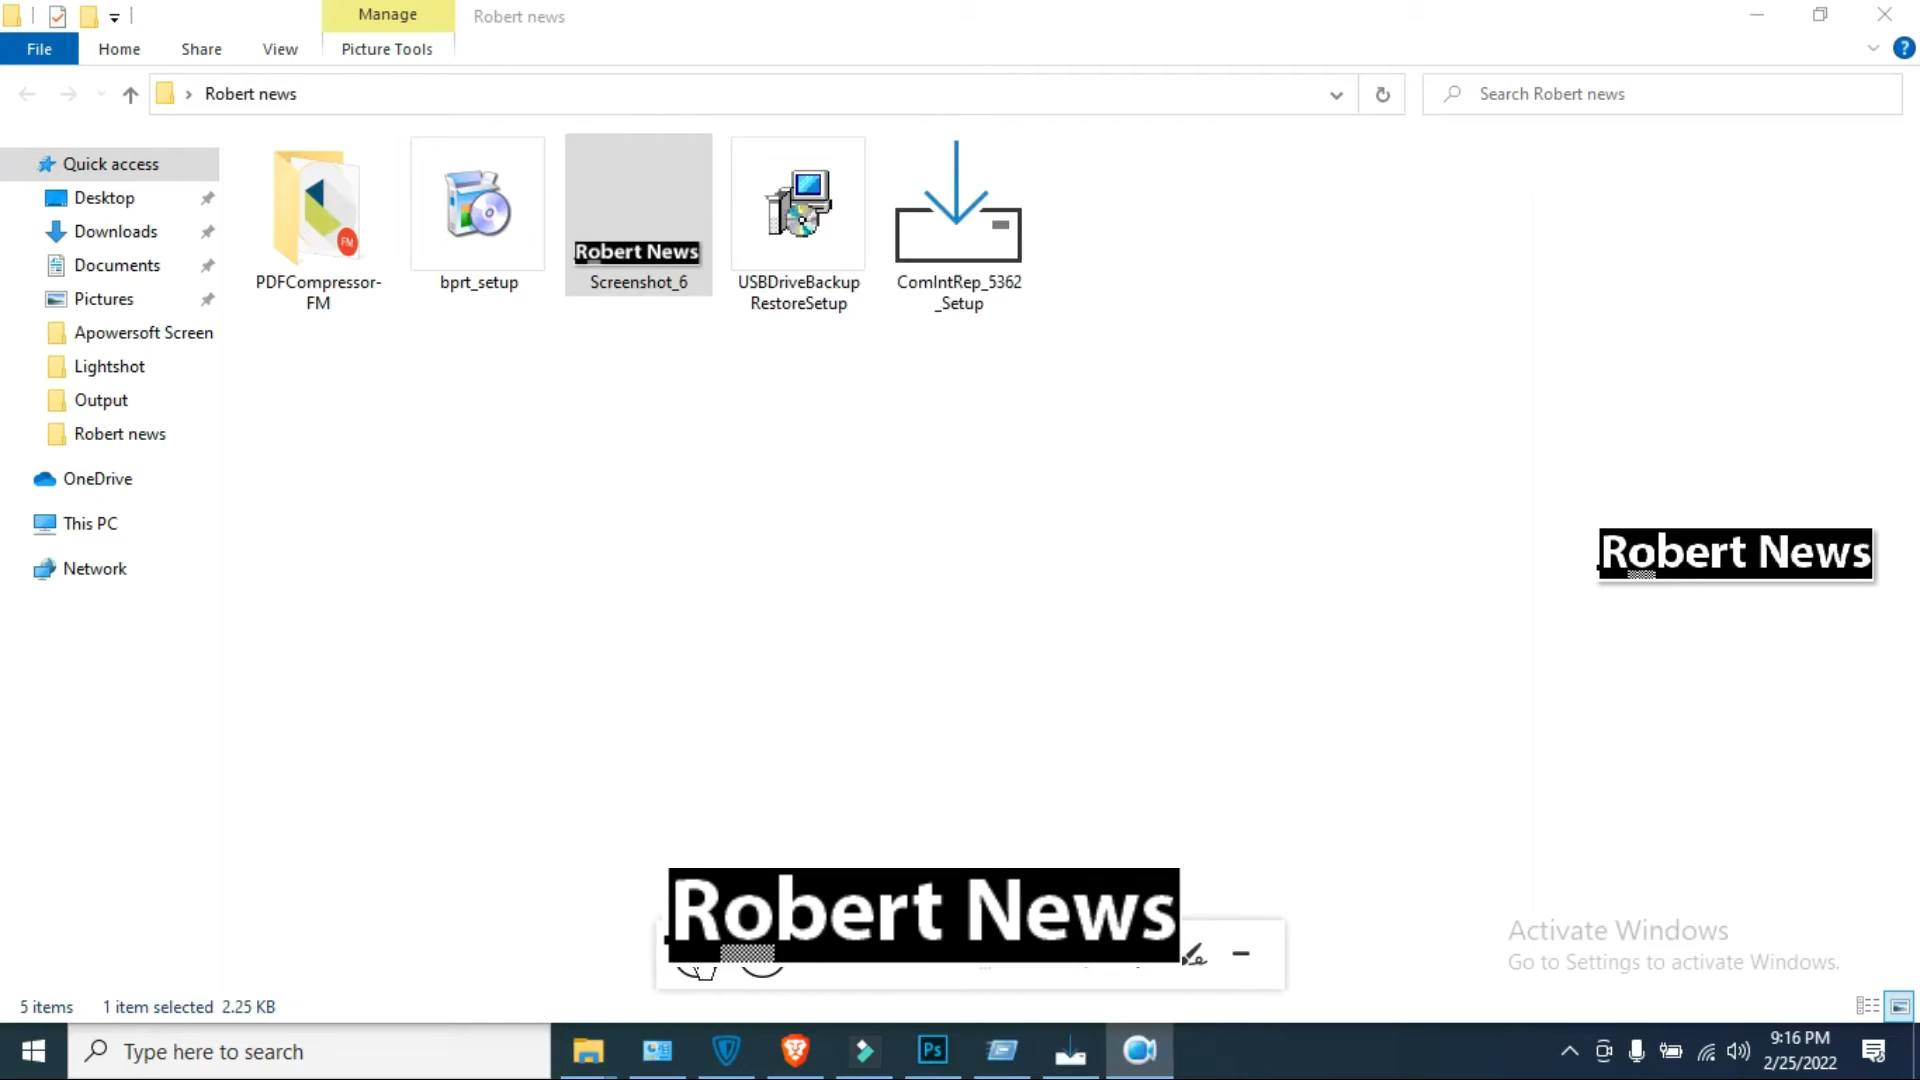 Manage
Robert news
File
Home
Share
View
Picture Tools
Robert news
Search Robert news
Quick access
Desktop
Downloads
Documents
Pictures
Apowersoft Screen
Lightshot
Output
Robert news
OneDrive
This PC
Network
FM
PDFCompressor-
FM
bprt_setup
Robert News
Screenshot_6
USBDriveBackup
RestoreSetup
ComIntRep_5362
_Setup
Robert News
Robert News
Activate Windows
Go to Settings to activate Windows.
5 items
1 item selected 2.25 KB
Type here to search
Ps
9:16 PM
2/25/2022